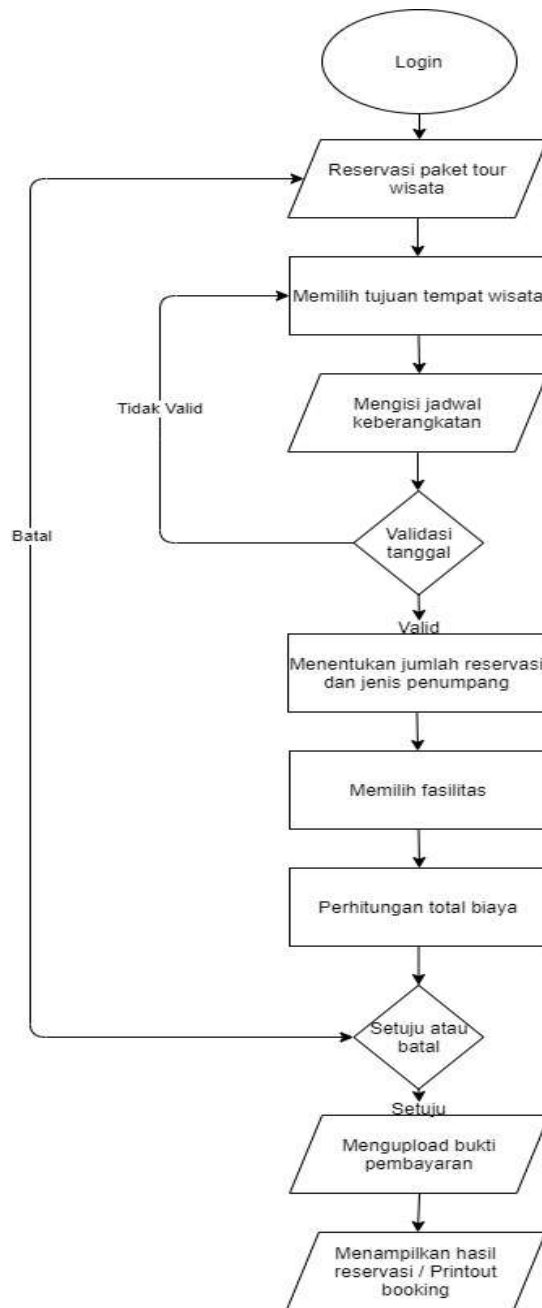 Login
Reservasi paket tour
wisata
Memilih tujuan tempat wisata
Tidak Valid
Mengisi jadwal
keberangkatan
Batal
Validasi
tanggal
Valid
Menentukan jumlah reservasi
dan jenis penumpang
Memilih fasilitas
Perhitungan total biaya
Setuju atau
batal
Setuju
Mengupload bukti
pembayaran
Menampilkan hasil
reservasi / Printout
booking